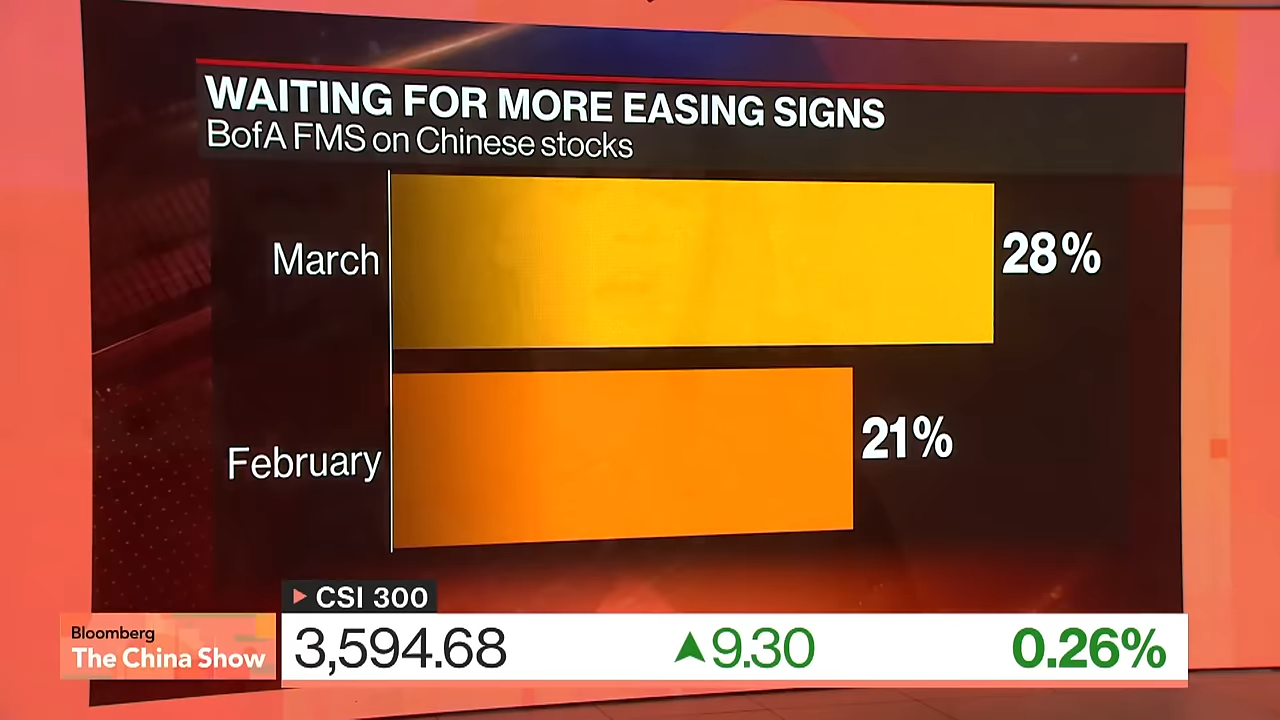 WAITING FOR MORE EASING SIGNS
BofA FMS on Chinese stocks
March
28%
February
21%
CSI 300
Bloomberg
The China Show
3,594.68 ▲9.30 0.26%